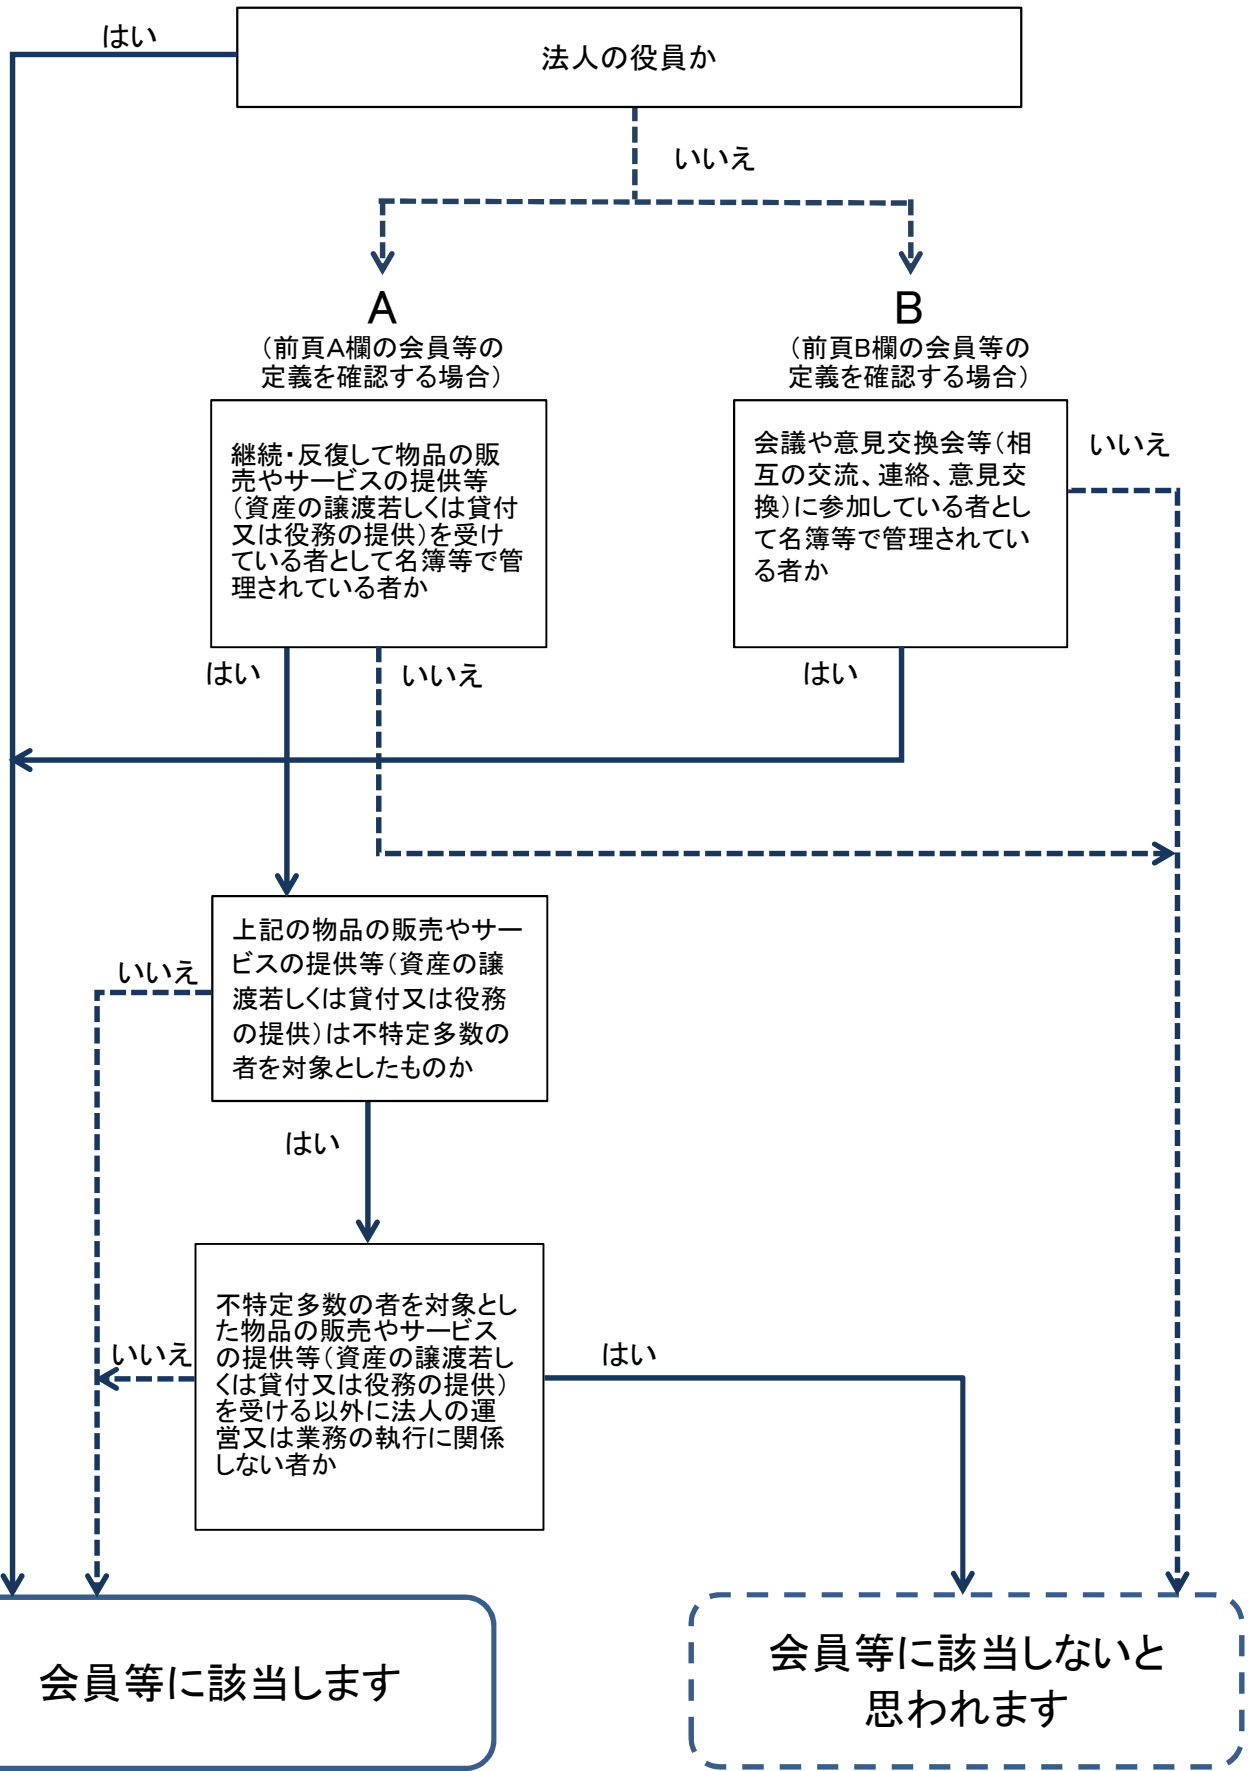 はい
法人の役員か
いいえ
A
（前頁A欄の会員等の
定義を確認する場合）
B
（前頁B欄の会員等の
定義を確認する場合）
継続・反復して物品の販
売やサービスの提供等
（資産の譲渡若しくは貸付
又は役務の提供）を受け
ている者として名簿等で管
理されている者か
会議や意見交換会等（相
互の交流、連絡、意見交
換）に参加している者とし
て名簿等で管理されてい
る者か
いいえ
はい
いいえ
はい
上記の物品の販売やサー
ビスの提供等（資産の譲
渡若しくは貸付又は役務
の提供）は不特定多数の
者を対象としたものか
いいえ
はい
不特定多数の者を対象とし
た物品の販売やサービス
の提供等（資産の譲渡若し
くは貸付又は役務の提供）
を受ける以外に法人の運
営又は業務の執行に関係
しない者か
いいえ
はい
会員等に該当します
会員等に該当しないと
思われます